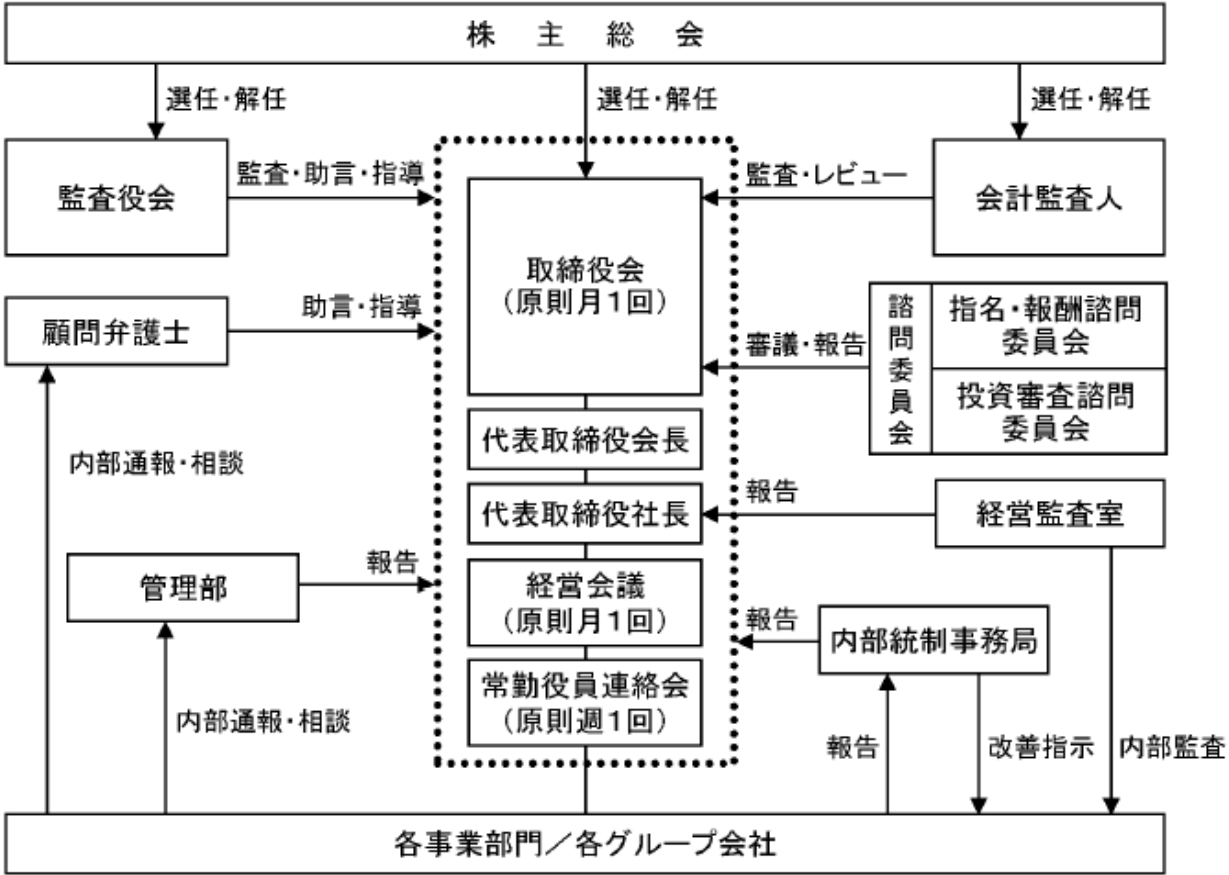 株主総会
選任・解任
選任・解任
選任・解任
監査役会
監査・助言・指導
監査・レビュー
会計監査人
取締役会
（原則月１回）
顧問弁護士
助言・指導
審議・報告
諮問委員会
指名・報酬諮問
委員会
投資審査諮問
委員会
代表取締役会長
内部通報・相談
代表取締役社長
報告
経営監査室
管理部
報告
経営会議
（原則月１回）
報告
内部統制事務局
常勤役員連絡会
（原則週１回）
内部通報・相談
報告
改善指示
内部監査
各事業部門／各グループ会社